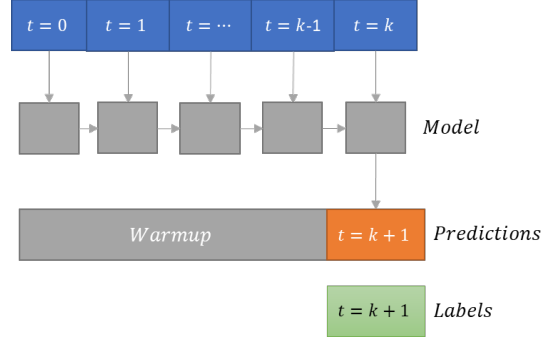 t = 0 t = 1 t = ⋯ t = k-1 t = k
Model
Warmup t = k + 1 Predictions
t = k + 1 Labels